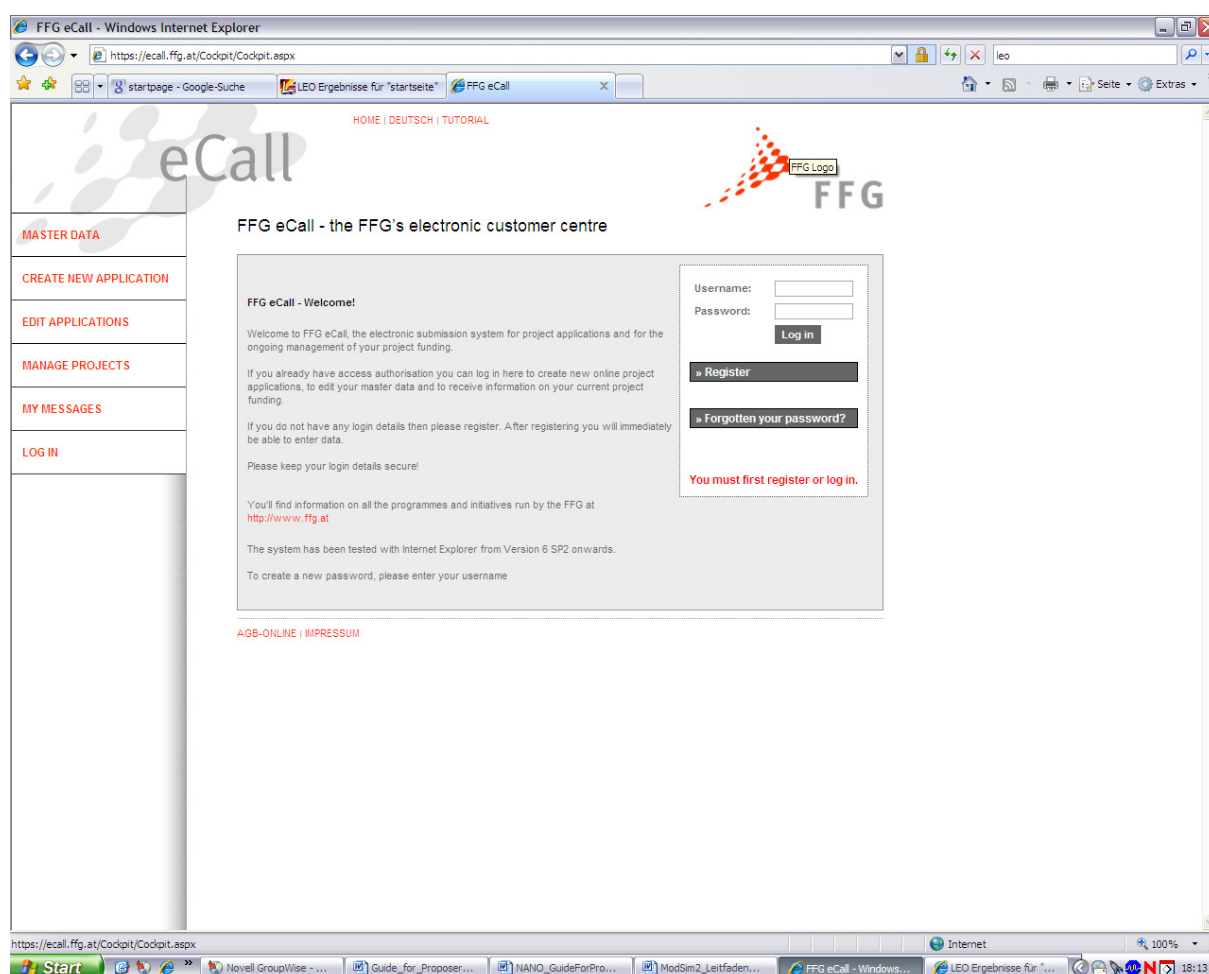 FFG eCall - Windows Internet Explorer
https://ecall.ffg.at/Cockpit/Cockpit.aspx
leo
startpage - Google-Suche
LEO Ergebnisse für "startseite"
FFG eCall
Seite
Extras
HOME | DEUTSCH | TUTORIAL
eCall
FFG Logo
FFG
FFG eCall - the FFG's electronic customer centre
MASTER DATA
CREATE NEW APPLICATION
EDIT APPLICATIONS
MANAGE PROJECTS
MY MESSAGES
LOG IN
FFG eCall - Welcome!
Welcome to FFG eCall, the electronic submission system for project applications and for the
ongoing management of your project funding.
If you already have access authorisation you can log in here to create new online project
applications, to edit your master data and to receive information on your current project
funding.
If you do not have any login details then please register. After registering you will immediately
be able to enter data.
Please keep your login details secure!
You'll find information on all the programmes and initiatives run by the FFG at
http://www.ffg.at
The system has been tested with Internet Explorer from Version 6 SP2 onwards.
To create a new password, please enter your username
Username:
Password:
Log in
» Register
» Forgotten your password?
You must first register or log in.
AGB-ONLINE | IMPRESSUM
https://ecall.ffg.at/Cockpit/Cockpit.aspx
Internet
100%
Start
Novell GroupWise - ...
Guide_for_Proposer...
NANO_GuideForPro...
ModSim2_Leitfaden...
FFG eCall - Windows...
LEO Ergebnisse für "...
18:13